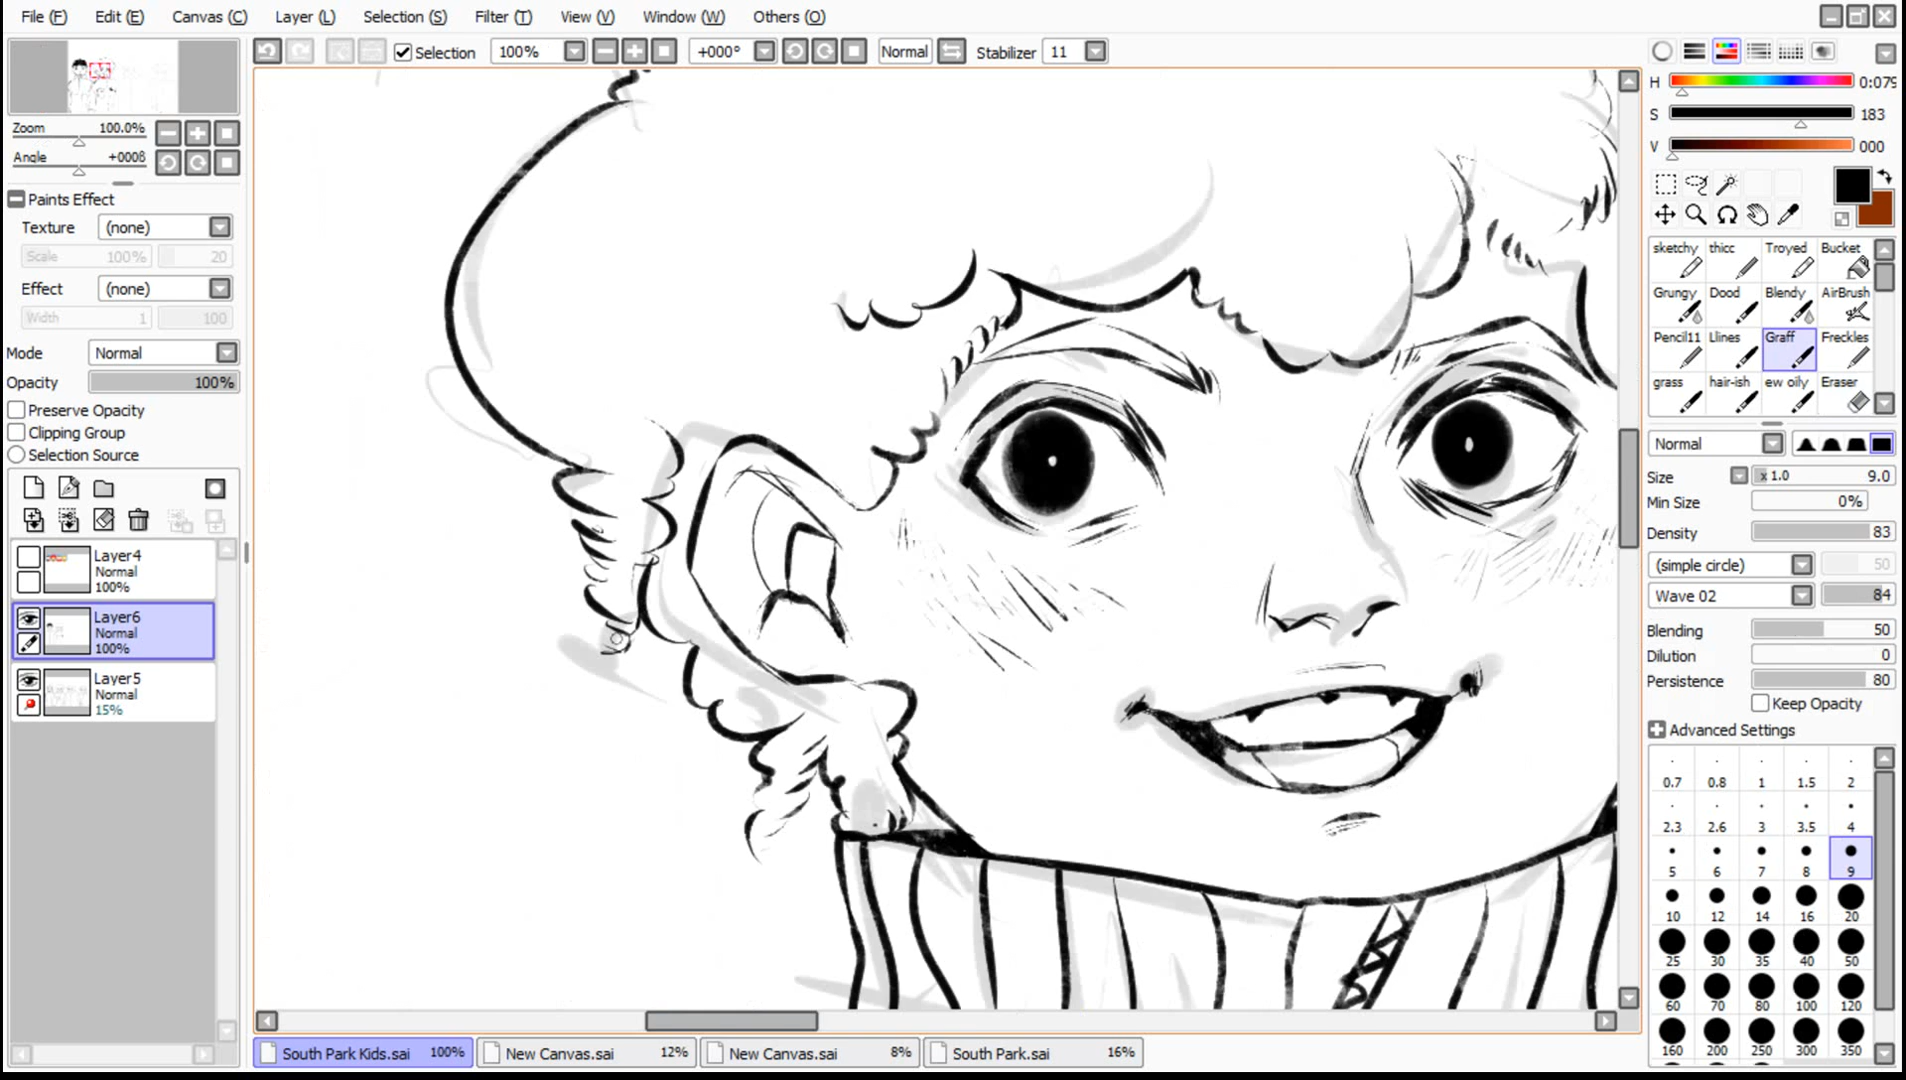 File (F) Edit (E) Canvas (C) Layer (L) Selection (S) Filter (T) View (V) Window (W) Others (O)
Selection 100% +000° Normal Stabilizer 11
Zoom 100.0%
Angle +0008
Paints Effect
Texture (none)
Scale 100% 20
Effect (none)
Width 1 100
Mode Normal
Opacity 100%
Preserve Opacity
Clipping Group
Selection Source
Layer4
Normal
100%
Layer6
Normal
100%
Layer5
Normal
15%
H 0:079
S 183
V 000
sketchy thicc Troyed Bucket
Grungy Dood Blendy AirBrush
Pencil11 Llines Graff Freckles
grass hair-ish ew oily Eraser
Normal
Size x 1.0 9.0
Min Size 0%
Density 83
(simple circle) 50
Wave 02 84
Blending 50
Dilution 0
Persistence 80
Keep Opacity
Advanced Settings
0.7 0.8 1 1.5 2
2.3 2.6 3 3.5 4
5 6 7 8 9
10 12 14 16 20
25 30 35 40 50
60 70 80 100 120
160 200 250 300 350
South Park Kids.sai 100% New Canvas.sai 12% New Canvas.sai 8% South Park.sai 16%